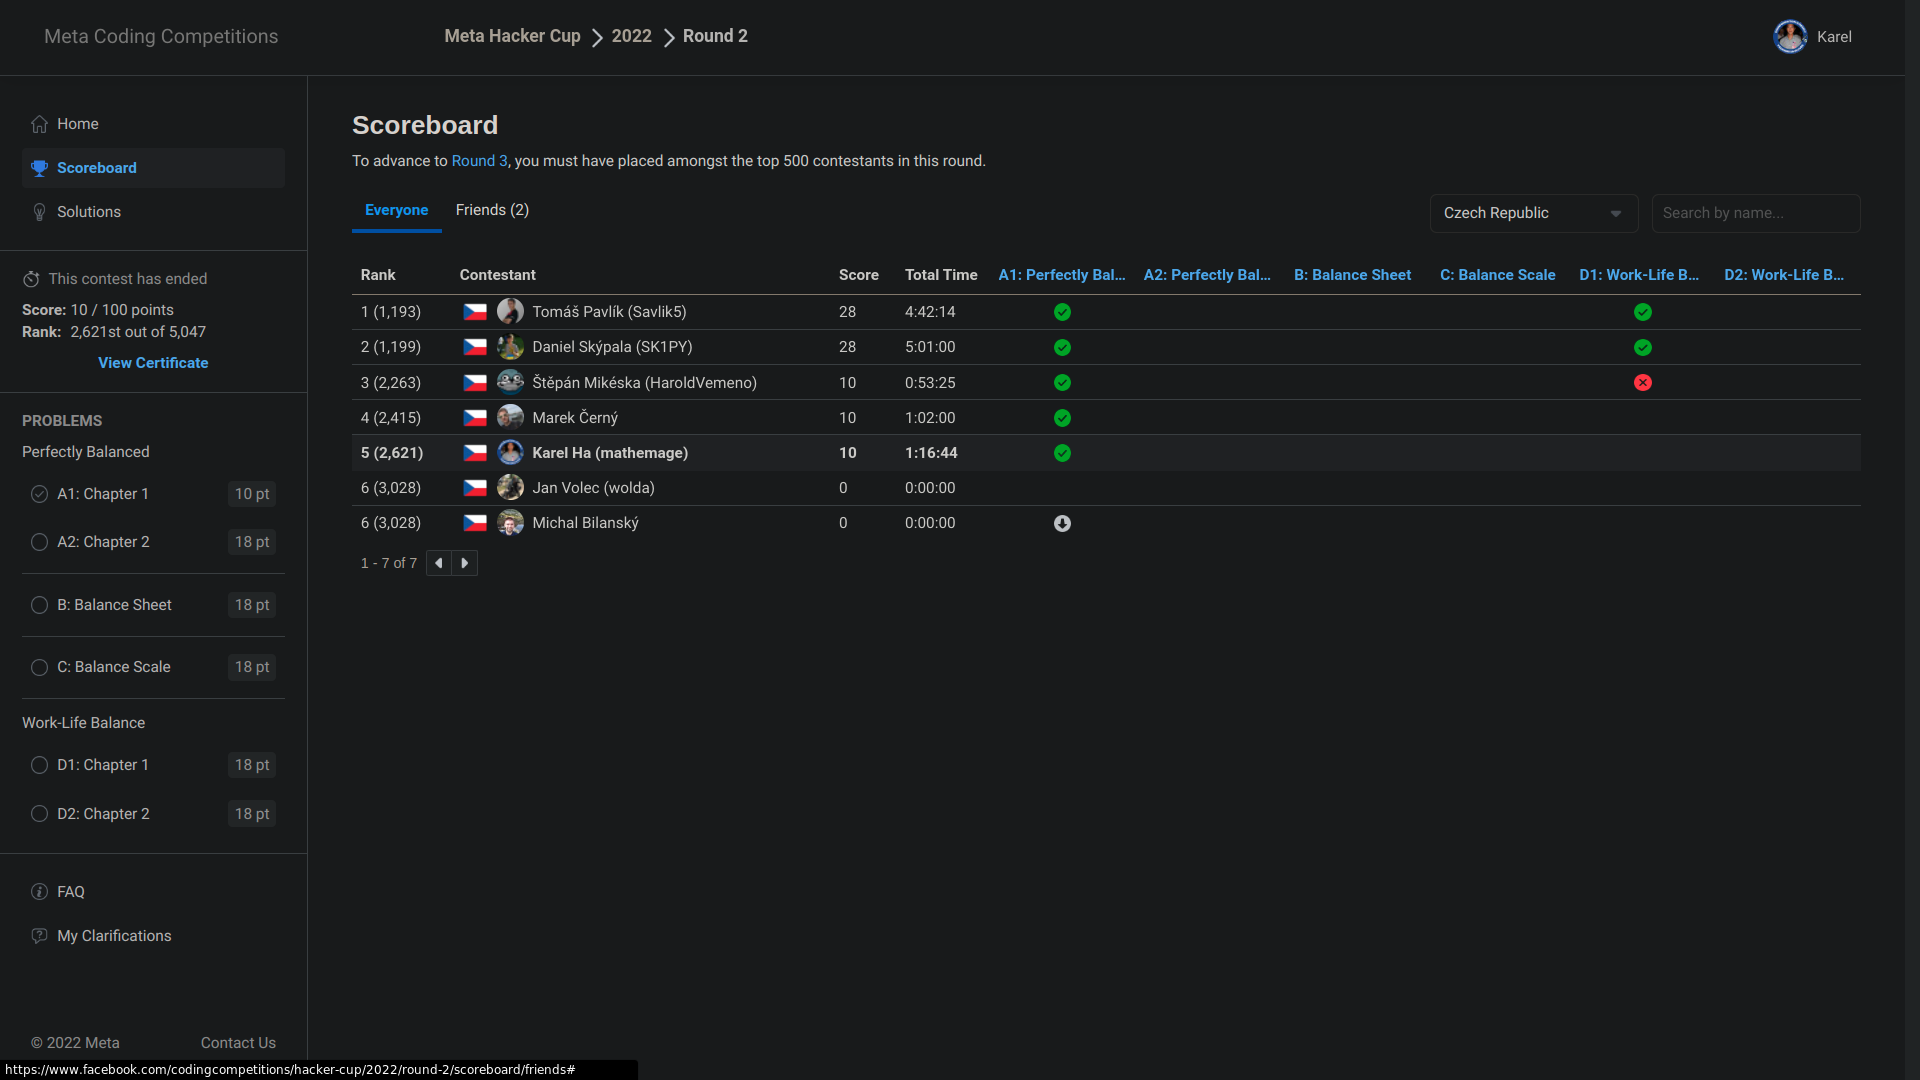 Meta Coding Competitions
Meta Hacker Cup
2022
Round 2
Karel
Home
Scoreboard
Solutions
This contest has ended
Score: 10 / 100 points
Rank: 2,621st out of 5,047
View Certificate
PROBLEMS
Perfectly Balanced
A1: Chapter 1 10 pt
A2: Chapter 2 18 pt
B: Balance Sheet 18 pt
C: Balance Scale 18 pt
Work-Life Balance
D1: Chapter 1 18 pt
D2: Chapter 2 18 pt
FAQ
My Clarifications
© 2022 Meta Contact Us
Scoreboard
To advance to Round 3, you must have placed amongst the top 500 contestants in this round.
Everyone Friends (2)
Czech Republic
Search by name...
Rank Contestant Score Total Time A1: Perfectly Bal... A2: Perfectly Bal... B: Balance Sheet C: Balance Scale D1: Work-Life B... D2: Work-Life B...
1 (1,193) Tomáš Pavlík (Savlik5) 28 4:42:14
2 (1,199) Daniel Skýpala (SK1PY) 28 5:01:00
3 (2,263) Štěpán Mikéska (HaroldVemeno) 10 0:53:25
4 (2,415) Marek Černý 10 1:02:00
5 (2,621) Karel Ha (mathemage) 10 1:16:44
6 (3,028) Jan Volec (wolda) 0 0:00:00
6 (3,028) Michal Bilanský 0 0:00:00
1 - 7 of 7
https://www.facebook.com/codingcompetitions/hacker-cup/2022/round-2/scoreboard/friends#